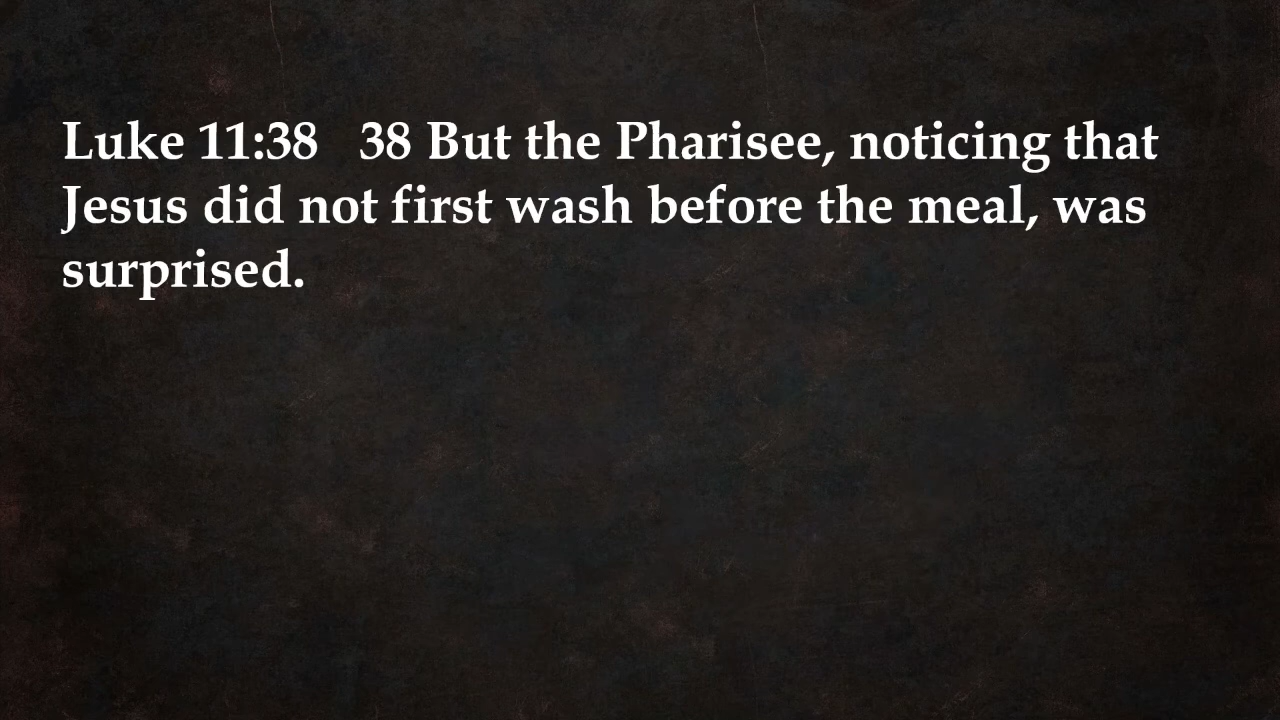 Luke 11:38   38 But the Pharisee, noticing that
Jesus did not first wash before the meal, was
surprised.